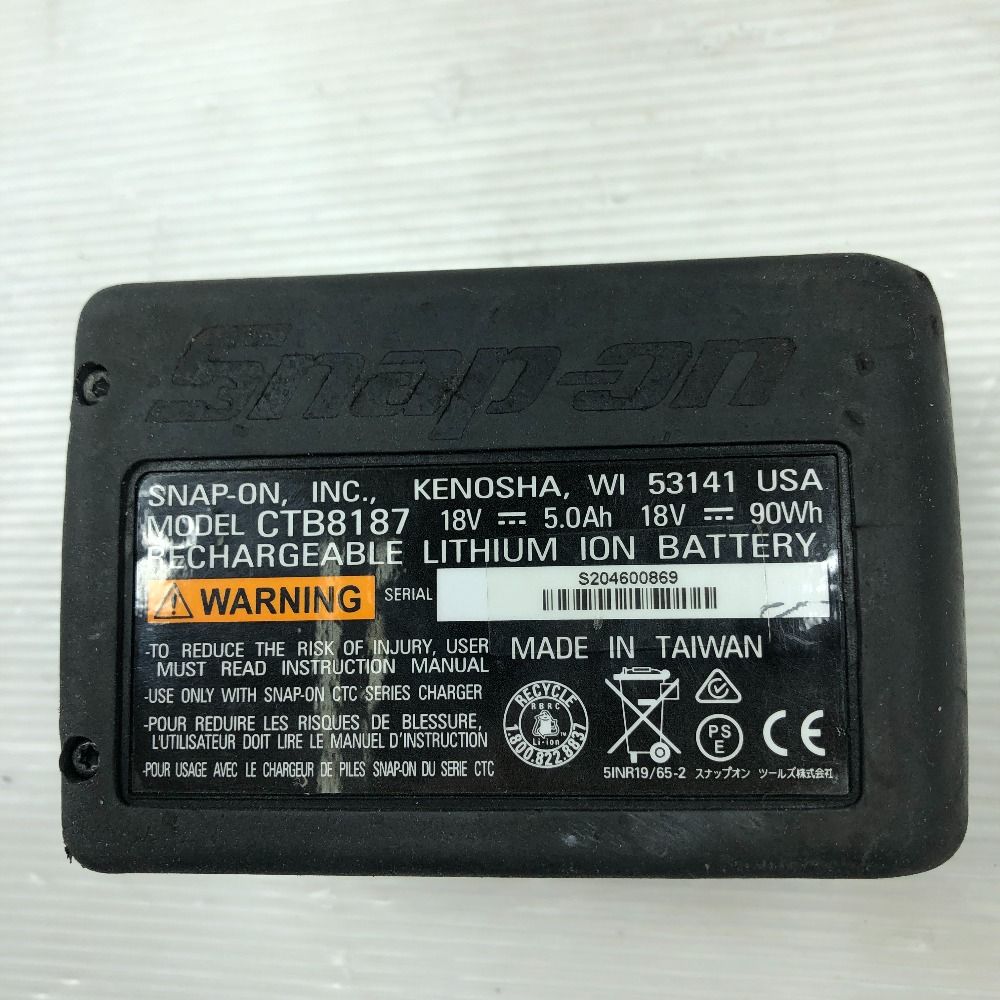 Snap-on
SNAP-ON, INC., KENOSHA, WI 53141 USA
MODEL CTB8187 18V ⎓ 5.0Ah 18V ⎓ 90Wh
RECHARGEABLE LITHIUM ION BATTERY
WARNING SERIAL S204600869
-TO REDUCE THE RISK OF INJURY, USER
MUST READ INSTRUCTION MANUAL
-USE ONLY WITH SNAP-ON CTC SERIES CHARGER
-POUR REDUIRE LES RISQUES DE BLESSURE,
L'UTILISATEUR DOIT LIRE LE MANUEL D'INSTRUCTION
-POUR USAGE AVEC LE CHARGEUR DE PILES SNAP-ON DU SERIE CTC
MADE IN TAIWAN
RECYCLE
RBRC
Li-ion
1.800.822.8837
PS
E
CE
5INR19/65-2 スナップオン ツールズ株式会社